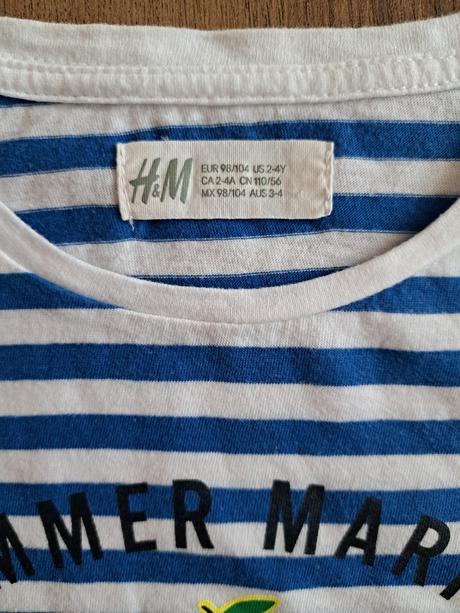 H&M
EUR 98/104 US 2-4Y
CA 2-4A CN 110/56
MX 98/104 AUS 3-4
MMER MAR